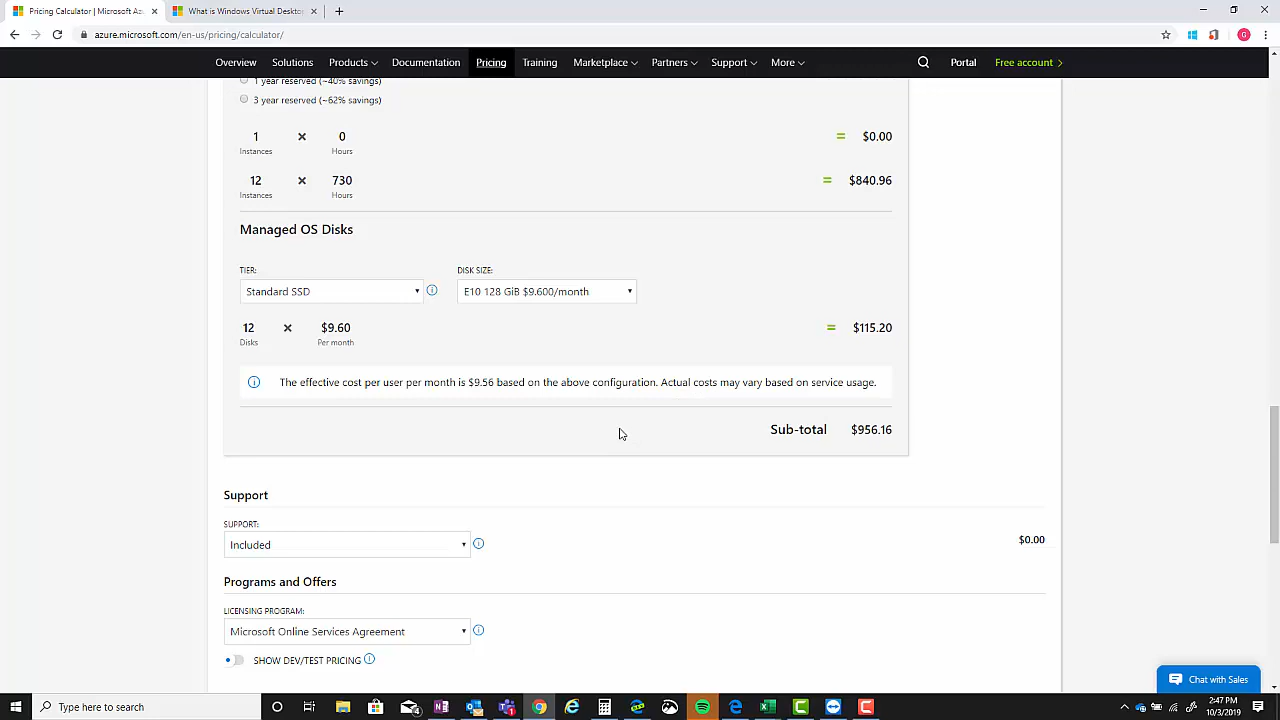 Pricing Calculator | Microsoft Az
What is Windows Virtual Deskto
azure.microsoft.com/en-us/pricing/calculator/
Overview Solutions Products Documentation Pricing Training Marketplace Partners Support More Portal Free account >
1 year reserved (~40% savings)
3 year reserved (~62% savings)
1 × 0 = $0.00
Instances Hours
12 × 730 = $840.96
Instances Hours
Managed OS Disks
TIER: DISK SIZE:
Standard SSD E10 128 GiB $9.600/month
12 × $9.60 = $115.20
Disks Per month
The effective cost per user per month is $9.56 based on the above configuration. Actual costs may vary based on service usage.
Sub-total $956.16
Support
SUPPORT:
Included $0.00
Programs and Offers
LICENSING PROGRAM:
Microsoft Online Services Agreement
SHOW DEV/TEST PRICING
Chat with Sales
Type here to search
2:47 PM
10/3/2019